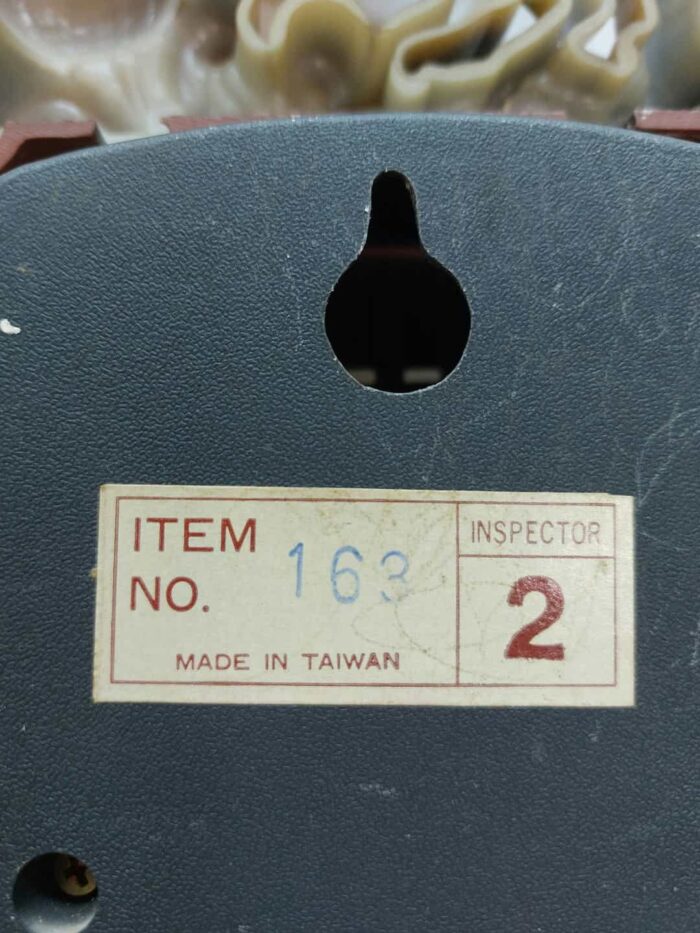 ITEM
NO. 163
MADE IN TAIWAN
INSPECTOR
2